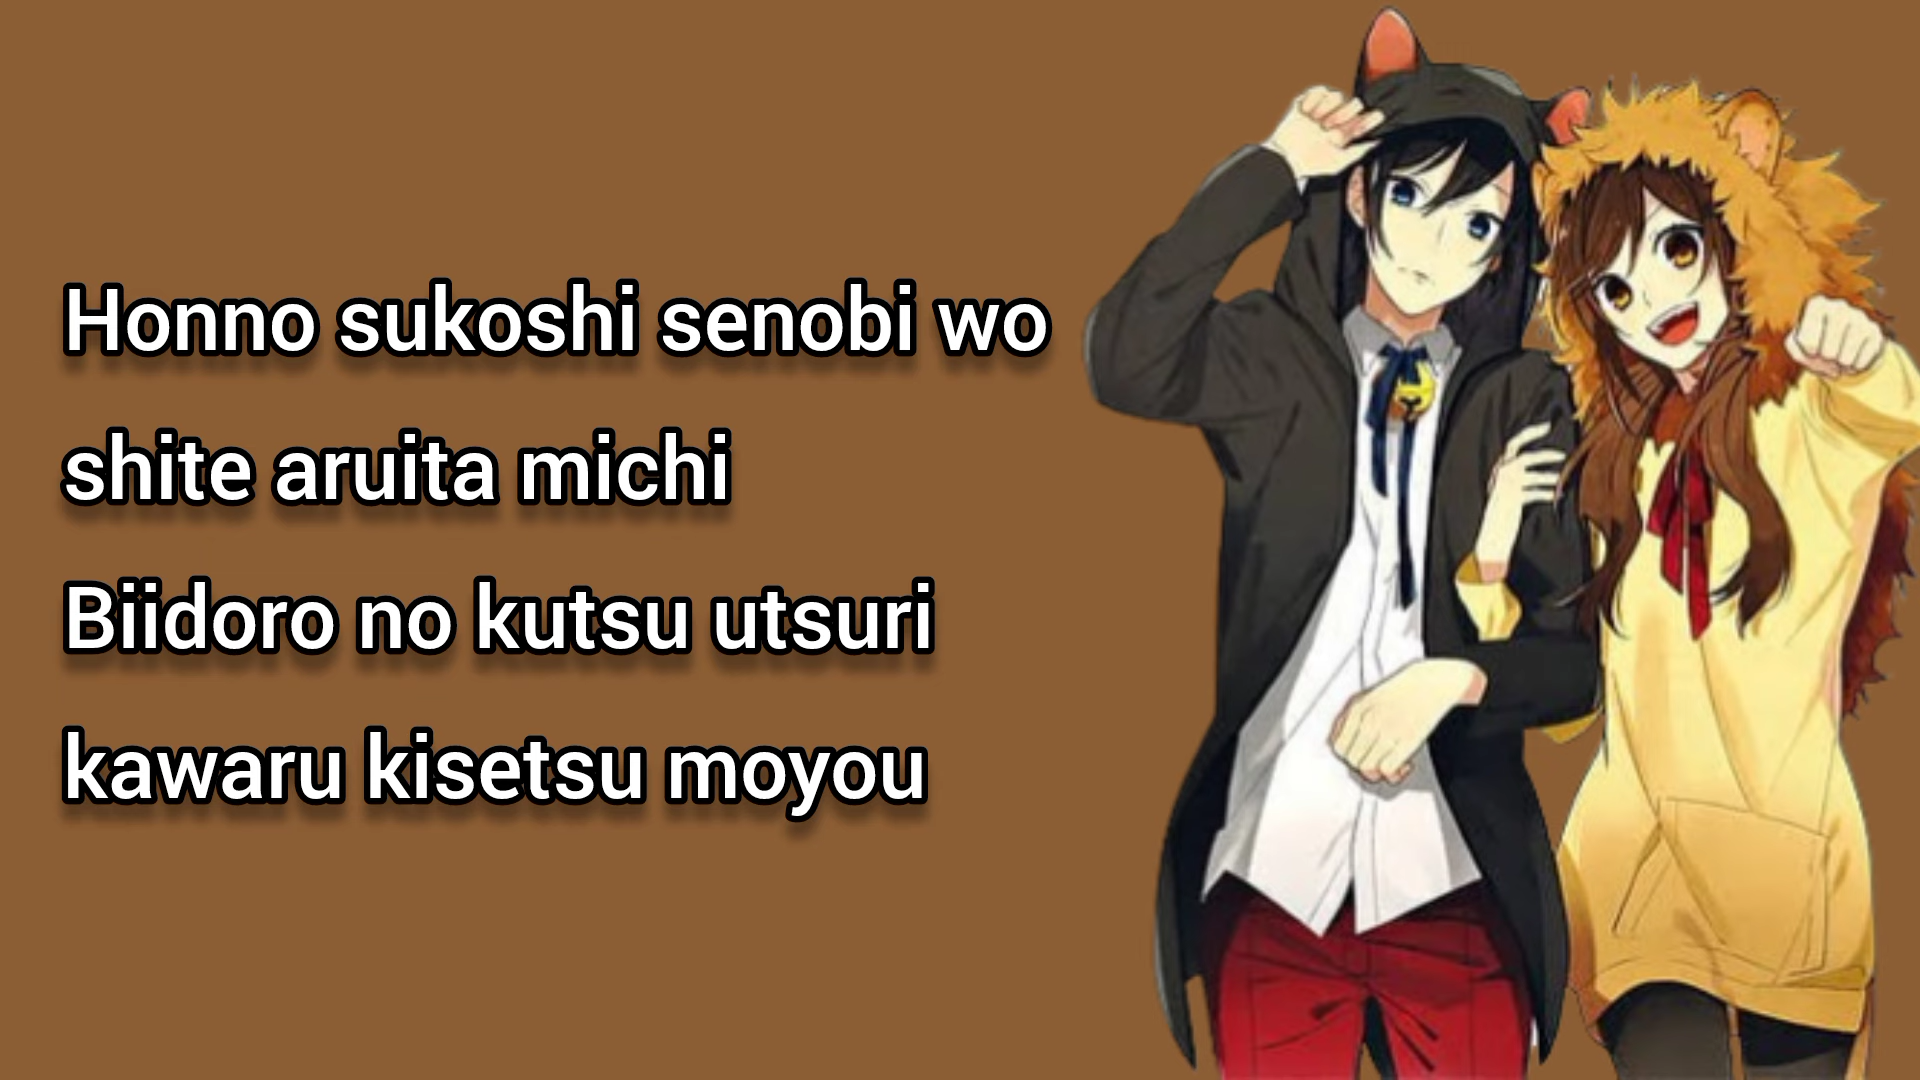 Honno sukoshi senobi wo
shite aruita michi
Biidoro no kutsu utsuri
kawaru kisetsu moyou